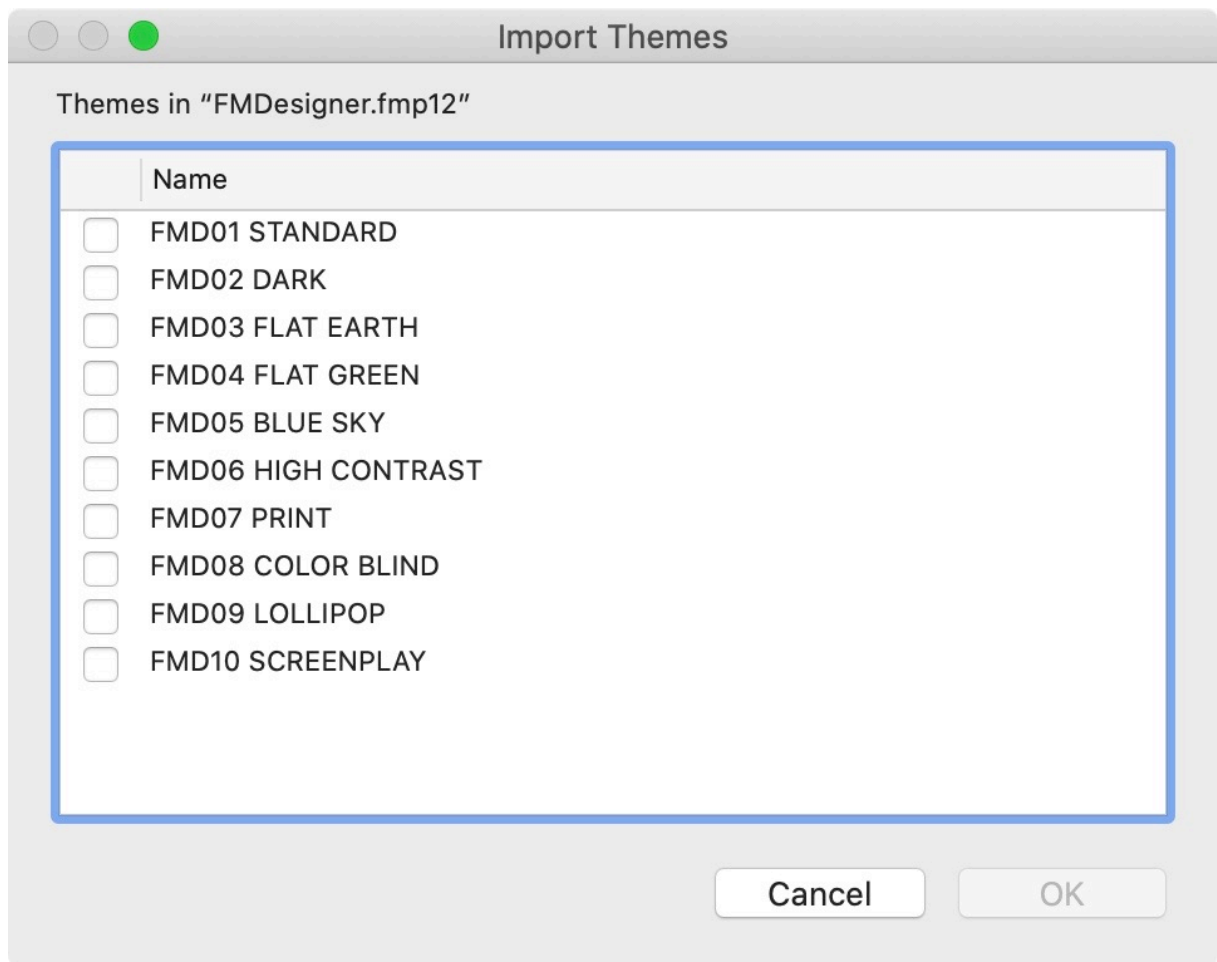 Import Themes
Themes in “FMDesigner.fmp12”
Name
FMD01 STANDARD
FMD02 DARK
FMD03 FLAT EARTH
FMD04 FLAT GREEN
FMD05 BLUE SKY
FMD06 HIGH CONTRAST
FMD07 PRINT
FMD08 COLOR BLIND
FMD09 LOLLIPOP
FMD10 SCREENPLAY
Cancel OK